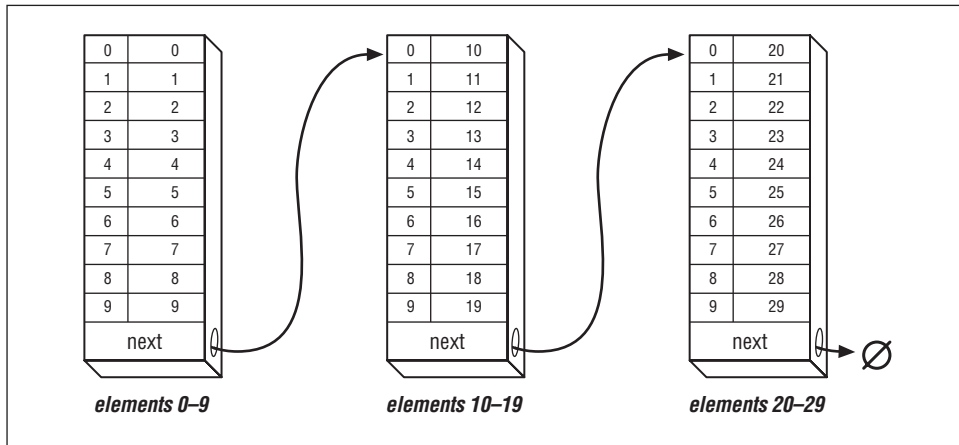 0 0 0 10 0 20
1 1 1 11 1 21
2 2 2 12 2 22
3 3 3 13 3 23
4 4 4 14 4 24
5 5 5 15 5 25
6 6 6 16 6 26
7 7 7 17 7 27
8 8 8 18 8 28
9 9 9 19 9 29
next next next ∅
elements 0–9 elements 10–19 elements 20–29